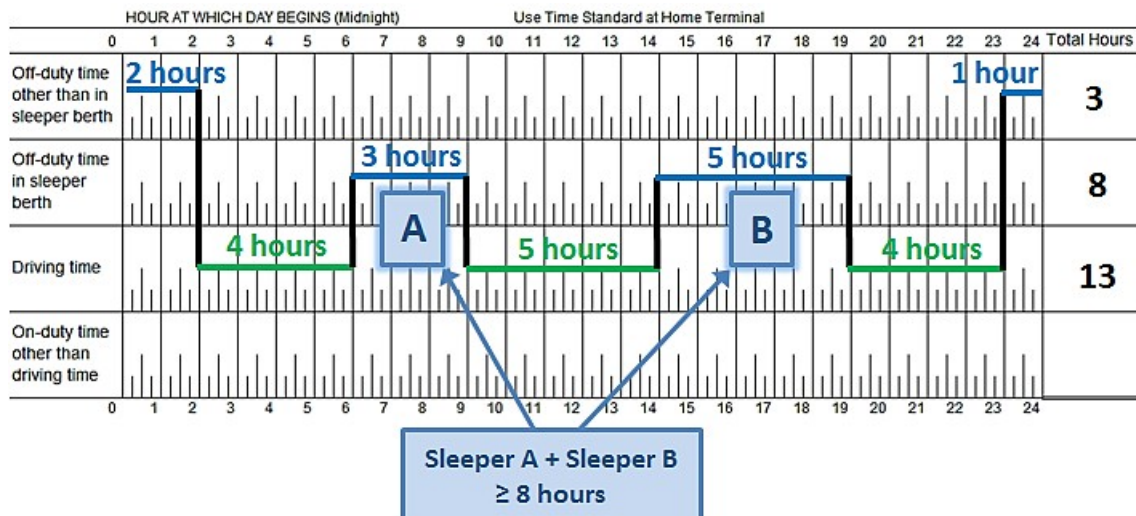 HOUR AT WHICH DAY BEGINS (Midnight) Use Time Standard at Home Terminal
0 1 2 3 4 5 6 7 8 9 10 11 12 13 14 15 16 17 18 19 20 21 22 23 24 Total Hours
Off-duty time
other than in
sleeper berth
2 hours
1 hour
3
Off-duty time
in sleeper
berth
3 hours
5 hours
8
A
B
Driving time
4 hours
5 hours
4 hours
13
On-duty time
other than
driving time
0 1 2 3 4 5 6 7 8 9 10 11 12 13 14 15 16 17 18 19 20 21 22 23 24
Sleeper A + Sleeper B
≥ 8 hours